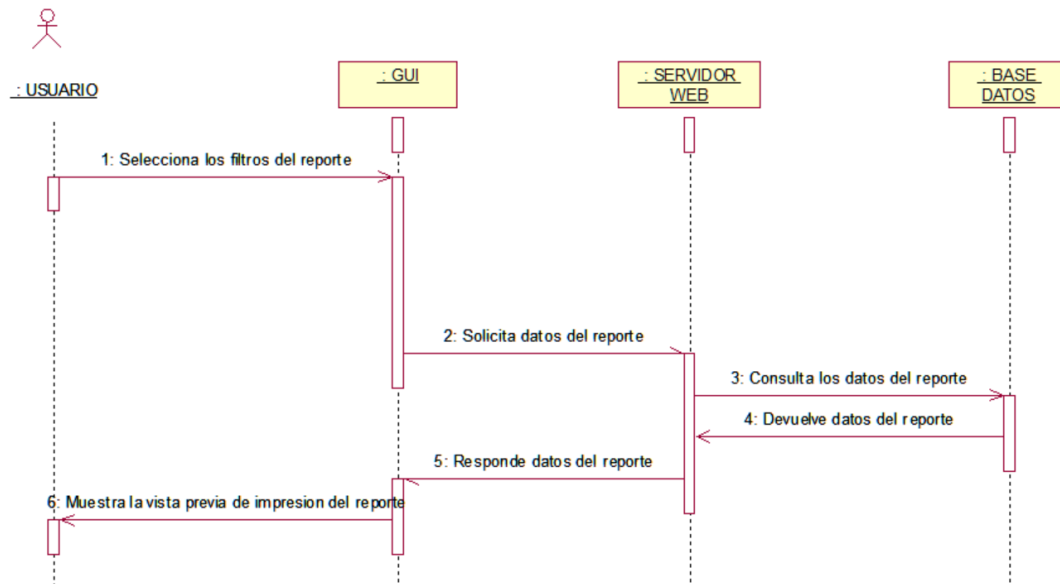 : USUARIO
: GUI
: SERVIDOR
WEB
: BASE
DATOS
1: Selecciona los filtros del reporte
2: Solicita datos del reporte
3: Consulta los datos del reporte
4: Devuelve datos del reporte
5: Responde datos del reporte
6: Muestra la vista previa de impresion del reporte